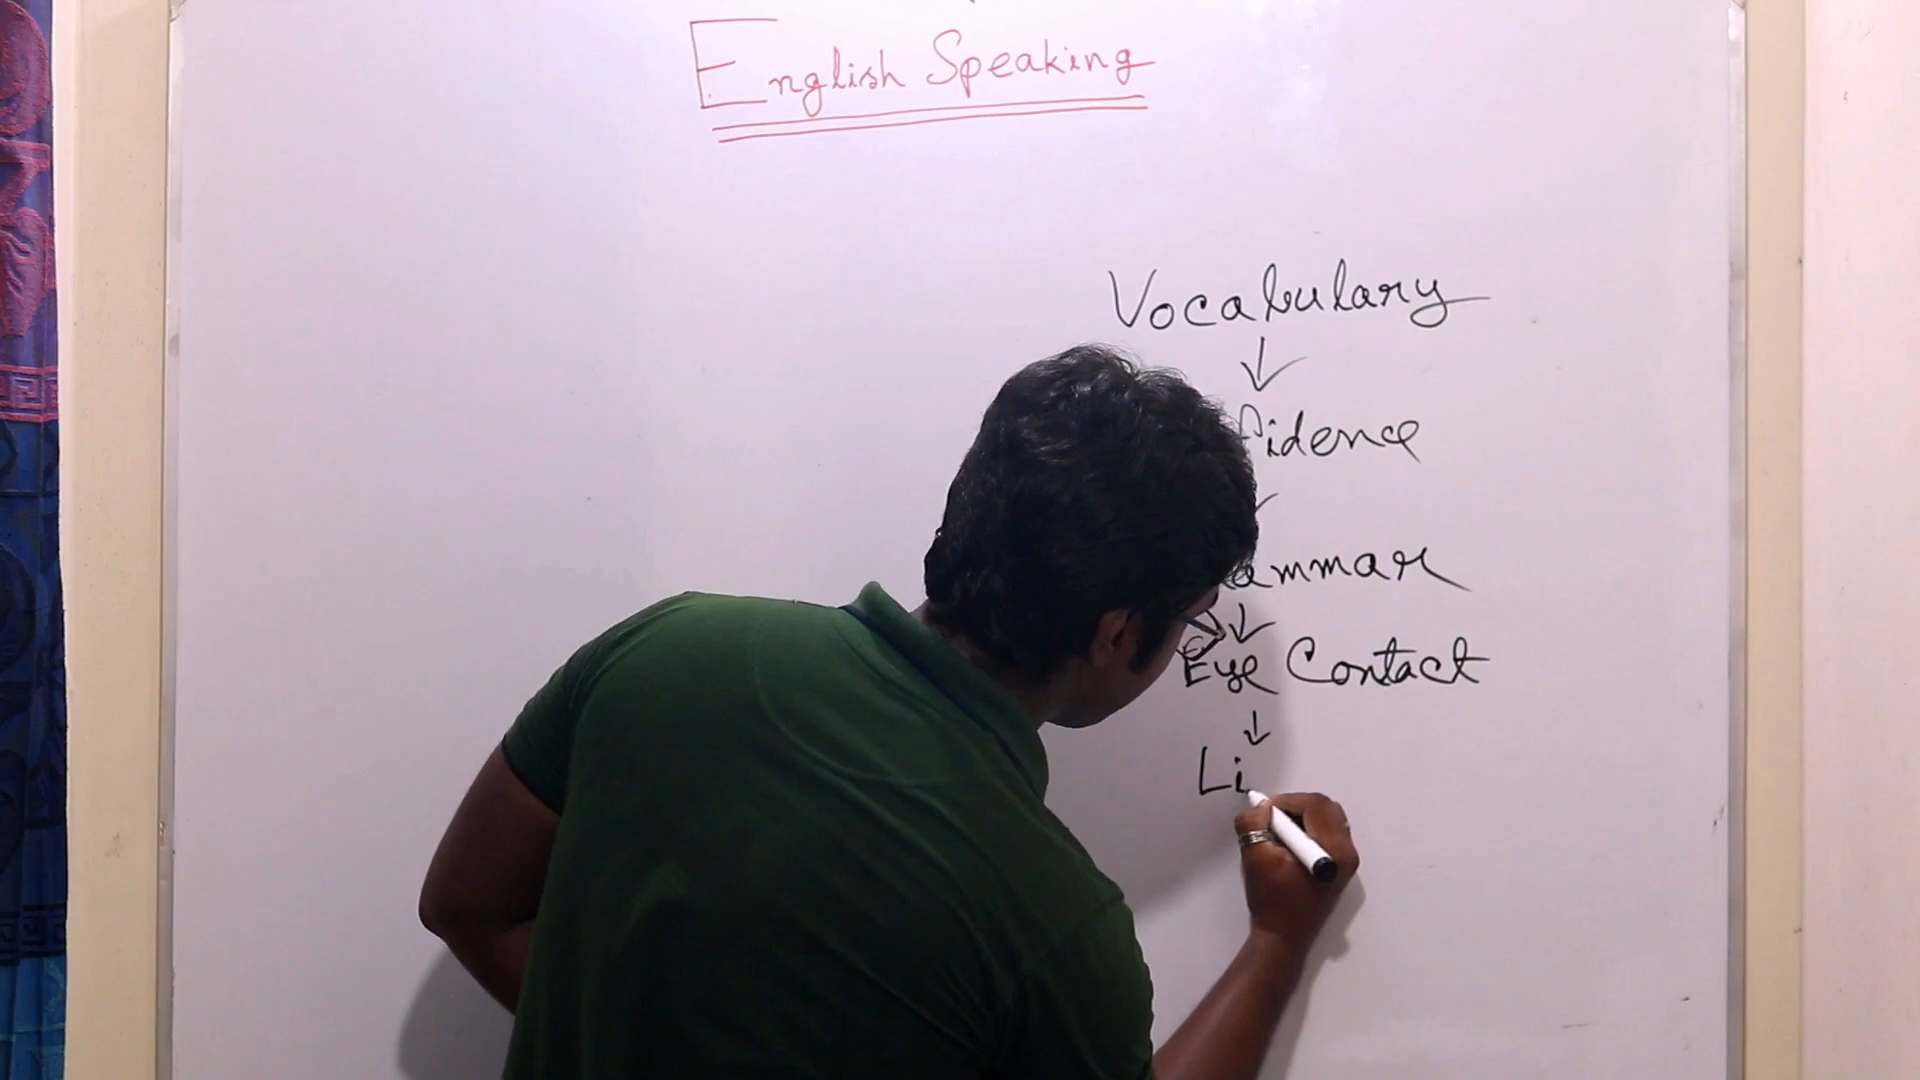 English Speaking
Vocabulary
fidence
ammar
Eye Contact
Li